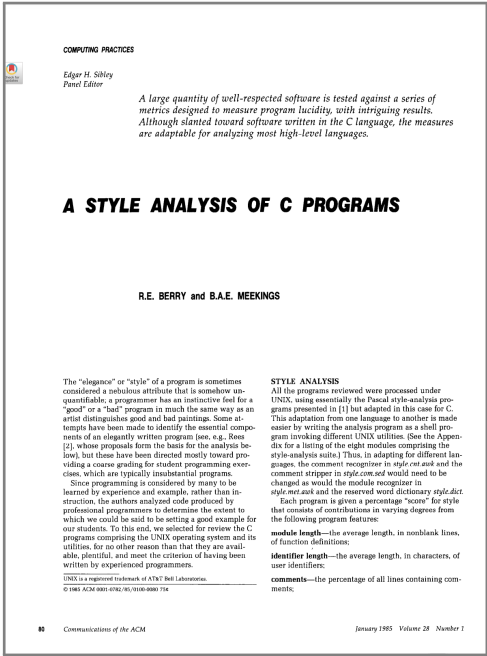 COMPUTING PRACTICES
Edgar H. Sibley
Panel Editor
A large quantity of well-respected software is tested against a series of
metrics designed to measure program lucidity, with intriguing results.
Although slanted toward software written in the C language, the measures
are adaptable for analyzing most high-level languages.
A STYLE ANALYSIS OF C PROGRAMS
R.E. BERRY and B.A.E. MEEKINGS
The "elegance" or "style" of a program is sometimes
considered a nebulous attribute that is somehow un-
quantifiable; a programmer has an instinctive feel for a
"good" or a "bad" program in much the same way as an
artist distinguishes good and bad paintings. Some at-
tempts have been made to identify the essential compo-
nents of an elegantly written program (see, e.g., Rees
[2], whose proposals form the basis for the analysis be-
low), but these have been directed mostly toward pro-
viding a coarse grading for student programming exer-
cises, which are typically insubstantial programs.
Since programming is considered by many to be
learned by experience and example, rather than in-
struction, the authors analyzed code produced by
professional programmers to determine the extent to
which we could be said to be setting a good example for
our students. To this end, we selected for review the C
programs comprising the UNIX operating system and its
utilities, for no other reason than that they are avail-
able, plentiful, and meet the criterion of having been
written by experienced programmers.
UNIX is a registered trademark of AT&T Bell Laboratories.
© 1985 ACM 0001-0782/85/0100-0080 75¢
STYLE ANALYSIS
All the programs reviewed were processed under
UNIX, using essentially the Pascal style-analysis pro-
grams presented in [1] but adapted in this case for C.
This adaptation from one language to another is made
easier by writing the analysis program as a shell pro-
gram invoking different UNIX utilities. (See the Appen-
dix for a listing of the eight modules comprising the
style-analysis suite.) Thus, in adapting for different lan-
guages, the comment recognizer in style.cnt.awk and the
comment stripper in style.com.sed would need to be
changed as would the module recognizer in
style.met.awk and the reserved word dictionary style.dict.
Each program is given a percentage "score" for style
that consists of contributions in varying degrees from
the following program features:
module length—the average length, in nonblank lines,
of function definitions;
identifier length—the average length, in characters, of
user identifiers;
comments—the percentage of all lines containing com-
ments;
80 Communications of the ACM
January 1985 Volume 28 Number 1